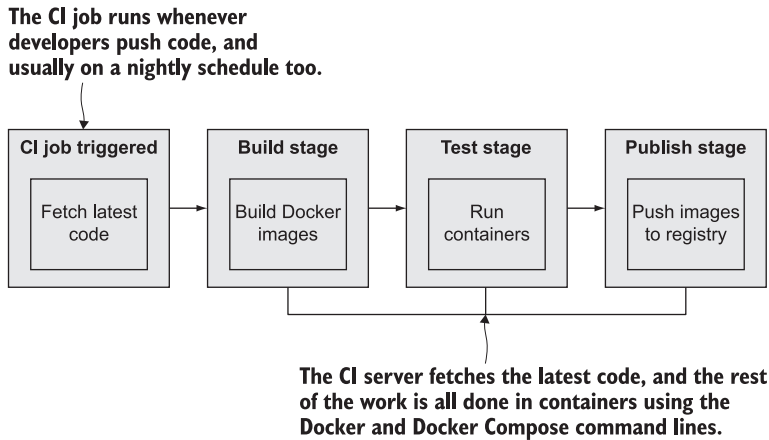 The CI job runs whenever
developers push code, and
usually on a nightly schedule too.
CI job triggered
Fetch latest
code
Build stage
Build Docker
images
Test stage
Run
containers
Publish stage
Push images
to registry
The CI server fetches the latest code, and the rest
of the work is all done in containers using the
Docker and Docker Compose command lines.